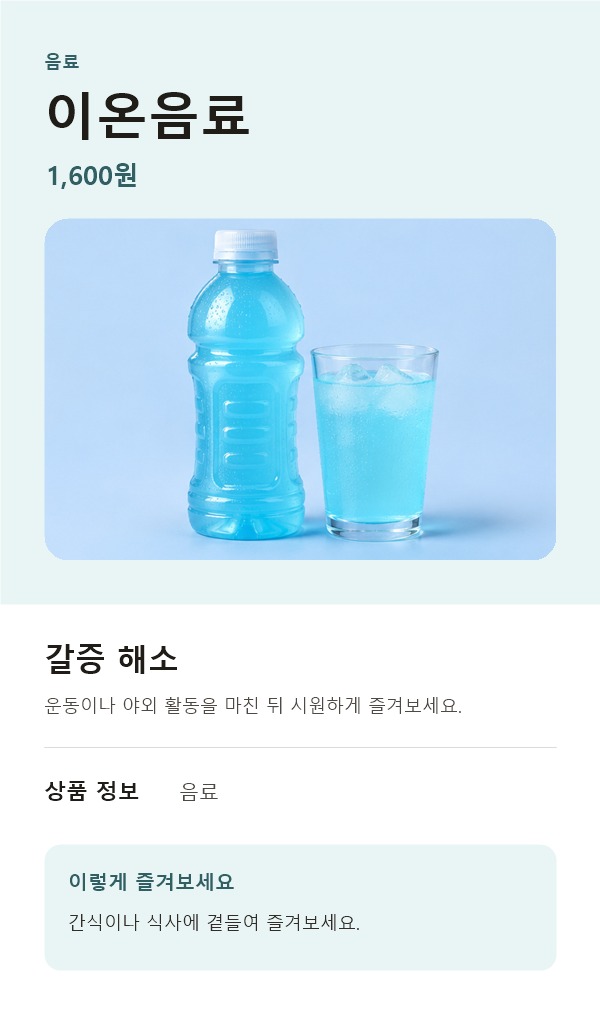 음료
이온음료
1,600원
갈증 해소
운동이나 야외 활동을 마친 뒤 시원하게 즐겨보세요.
상품 정보 음료
이렇게 즐겨보세요
간식이나 식사에 곁들여 즐겨보세요.